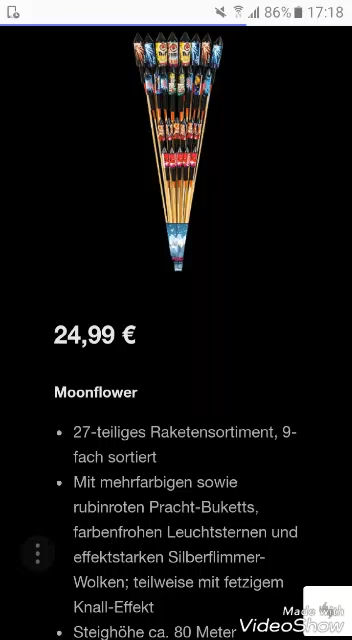 86% 17:18
24,99 €
Moonflower
• 27-teiliges Raketensortiment, 9-
fach sortiert
• Mit mehrfarbigen sowie
rubinroten Pracht-Buketts,
farbenfrohen Leuchtsternen und
effektstarken Silberflimmer-
Wolken; teilweise mit fetzigem
Knall-Effekt
• Steighöhe ca. 80 Meter
Made with
VideoShow